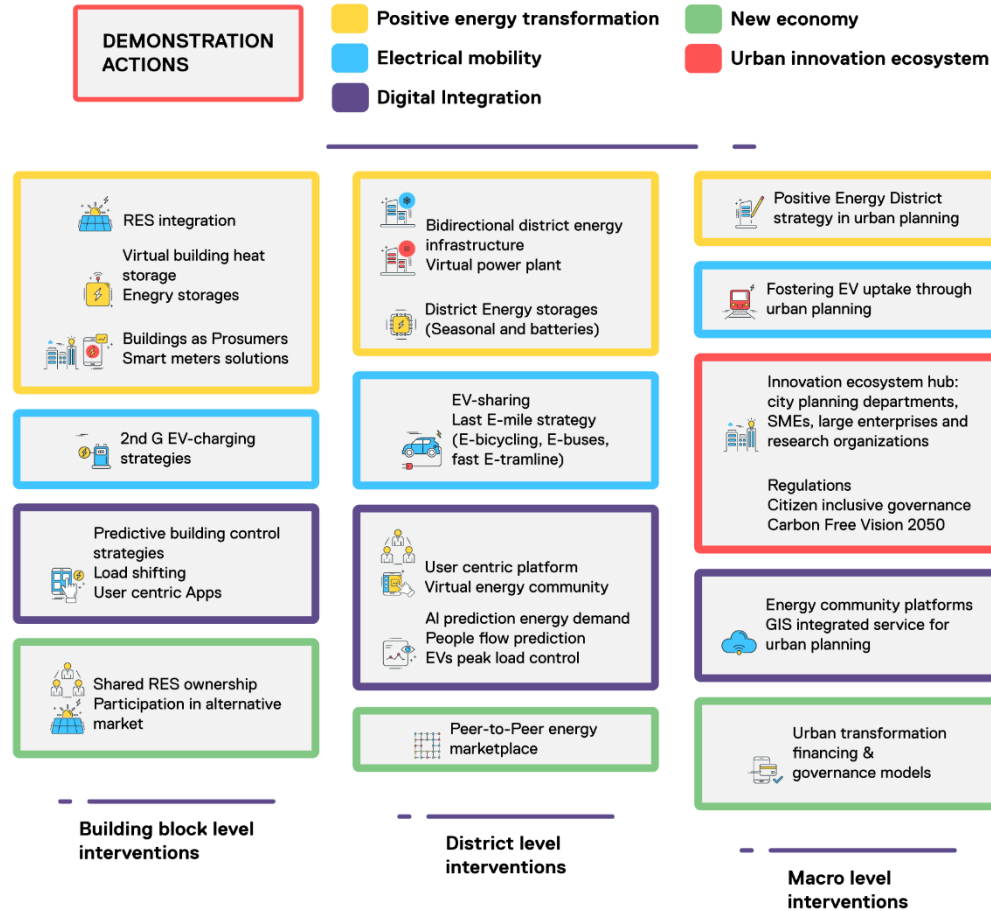 DEMONSTRATION
ACTIONS
Positive energy transformation
Electrical mobility
Digital Integration
New economy
Urban innovation ecosystem
RES integration
Virtual building heat
storage
Enegry storages
Buildings as Prosumers
Smart meters solutions
2nd G EV-charging
strategies
Predictive building control
strategies
Load shifting
User centric Apps
Shared RES ownership
Participation in alternative
market
Building block level
interventions
Bidirectional district energy
infrastructure
Virtual power plant
District Energy storages
(Seasonal and batteries)
EV-sharing
Last E-mile strategy
(E-bicycling, E-buses,
fast E-tramline)
User centric platform
Virtual energy community
AI prediction energy demand
People flow prediction
EVs peak load control
Peer-to-Peer energy
marketplace
District level
interventions
Positive Energy District
strategy in urban planning
Fostering EV uptake through
urban planning
Innovation ecosystem hub:
city planning departments,
SMEs, large enterprises and
research organizations
Regulations
Citizen inclusive governance
Carbon Free Vision 2050
Energy community platforms
GIS integrated service for
urban planning
Urban transformation
financing &
governance models
Macro level
interventions